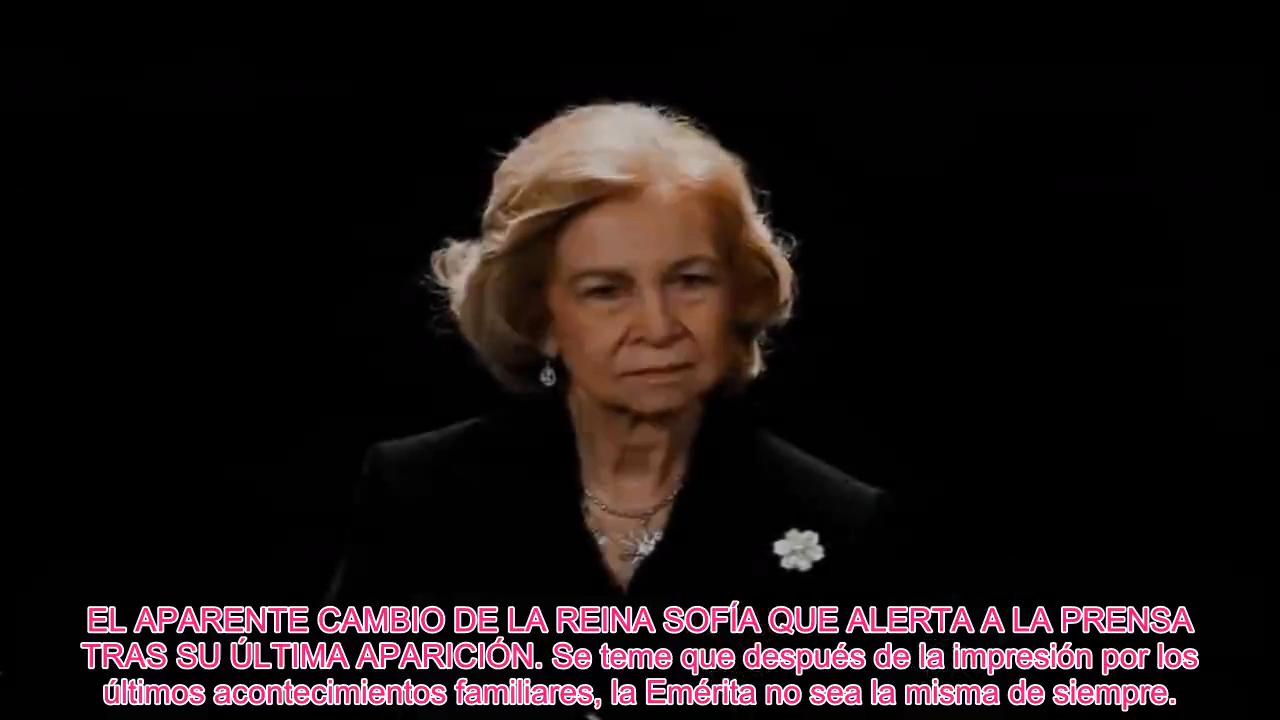 EL APARENTE CAMBIO DE LA REINA SOFÍA QUE ALERTA A LA PRENSA
TRAS SU ÚLTIMA APARICIÓN. Se teme que después de la impresión por los
últimos acontecimientos familiares, la Emérita no sea la misma de siempre.